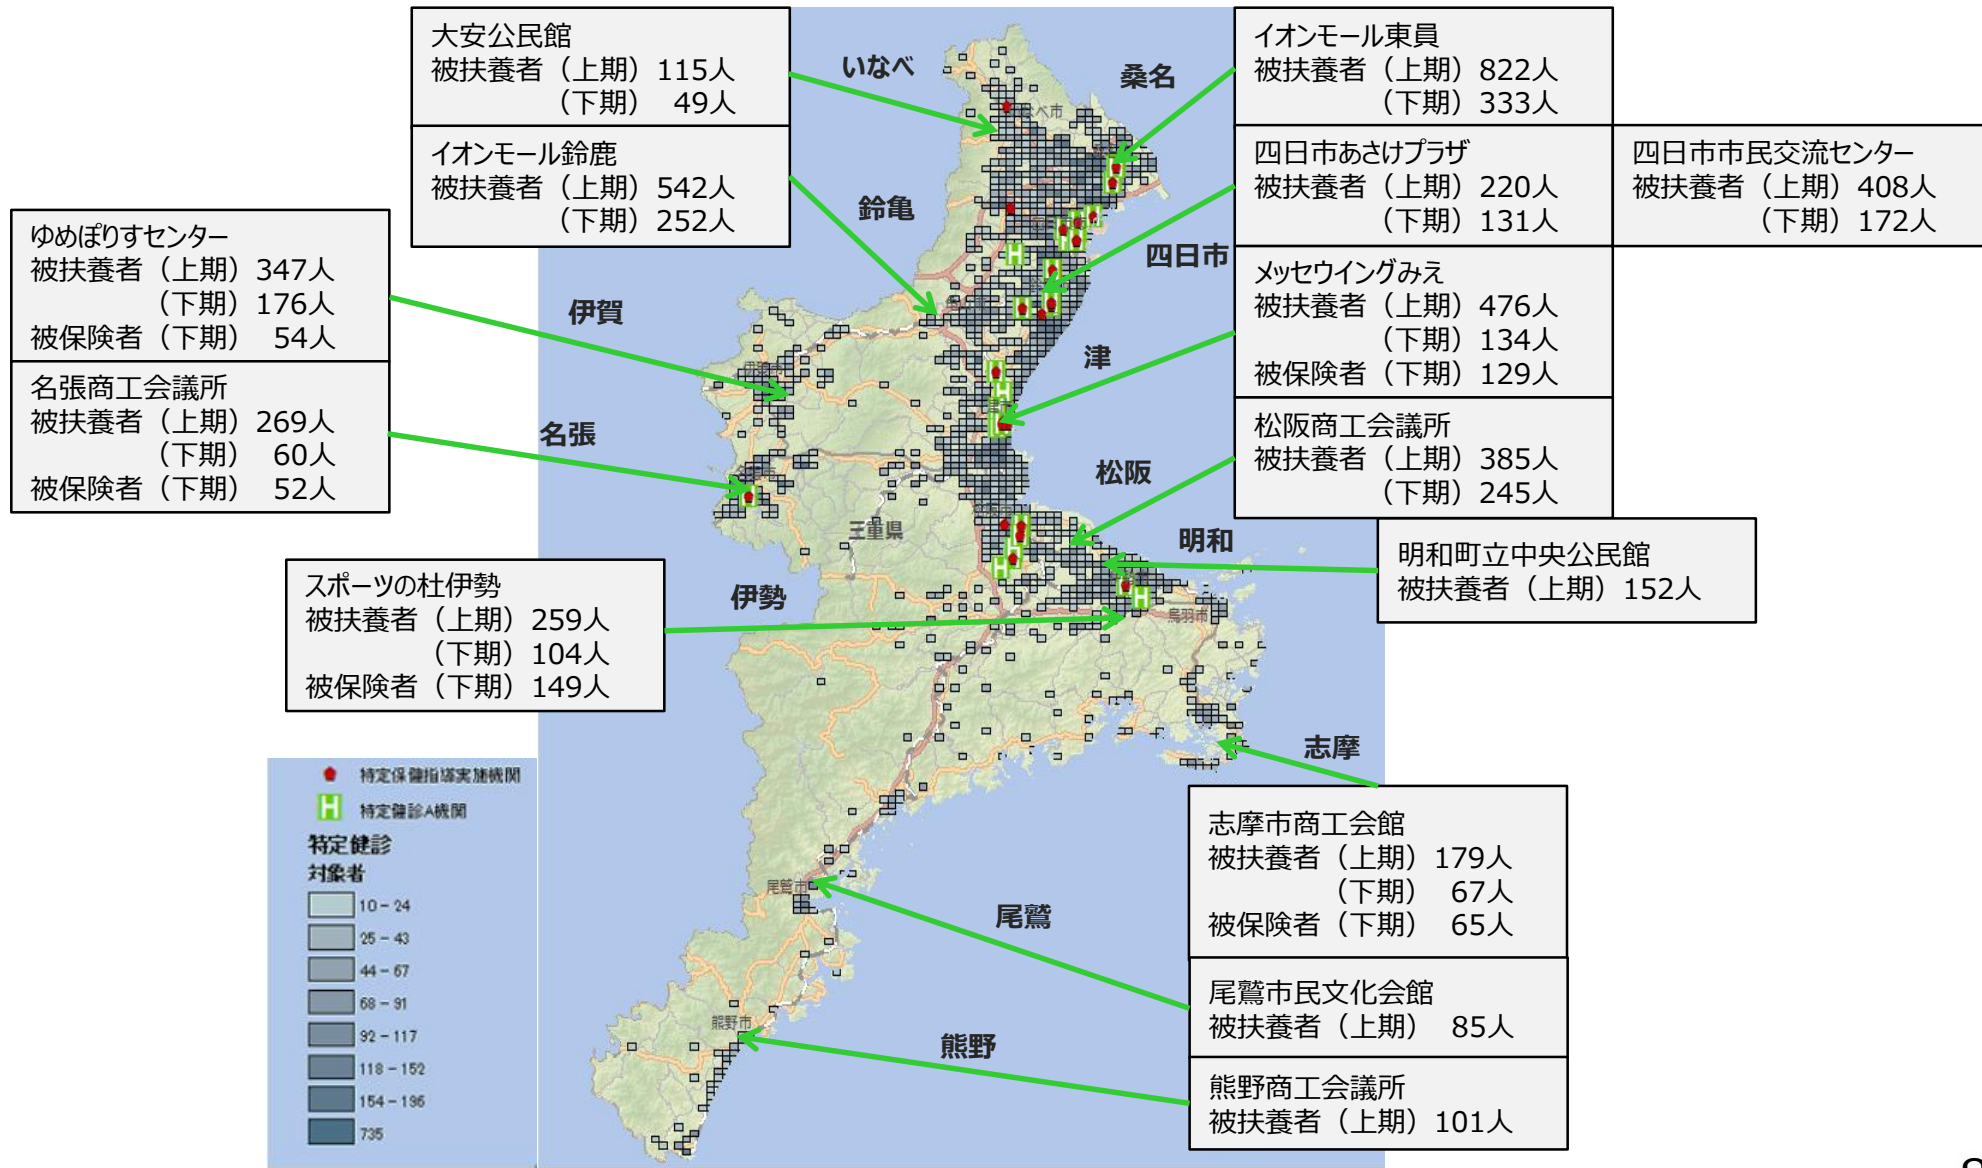 大安公民館
被扶養者（上期）115人
（下期） 49人
イオンモール鈴鹿
被扶養者（上期）542人
（下期）252人
ゆめぽりすセンター
被扶養者（上期）347人
（下期）176人
被保険者（下期） 54人
名張商工会議所
被扶養者（上期）269人
（下期） 60人
被保険者（下期） 52人
スポーツの杜伊勢
被扶養者（上期）259人
（下期）104人
被保険者（下期）149人
イオンモール東員
被扶養者（上期）822人
（下期）333人
四日市あさけプラザ
被扶養者（上期）220人
（下期）131人
四日市市民交流センター
被扶養者（上期）408人
（下期）172人
メッセウイングみえ
被扶養者（上期）476人
（下期）134人
被保険者（下期）129人
松阪商工会議所
被扶養者（上期）385人
（下期）245人
明和町立中央公民館
被扶養者（上期）152人
志摩市商工会館
被扶養者（上期）179人
（下期） 67人
被保険者（下期） 65人
尾鷲市民文化会館
被扶養者（上期） 85人
熊野商工会議所
被扶養者（上期）101人
いなべ
桑名
鈴亀
四日市
伊賀
津
名張
松阪
明和
伊勢
志摩
尾鷲
熊野
三重県
鳥羽市
尾鷲市
熊野市
特定保健指導実施機関
H 特定健診A機関
特定健診
対象者
10 - 24
25 - 43
44 - 67
68 - 91
92 - 117
118 - 152
154 - 196
735